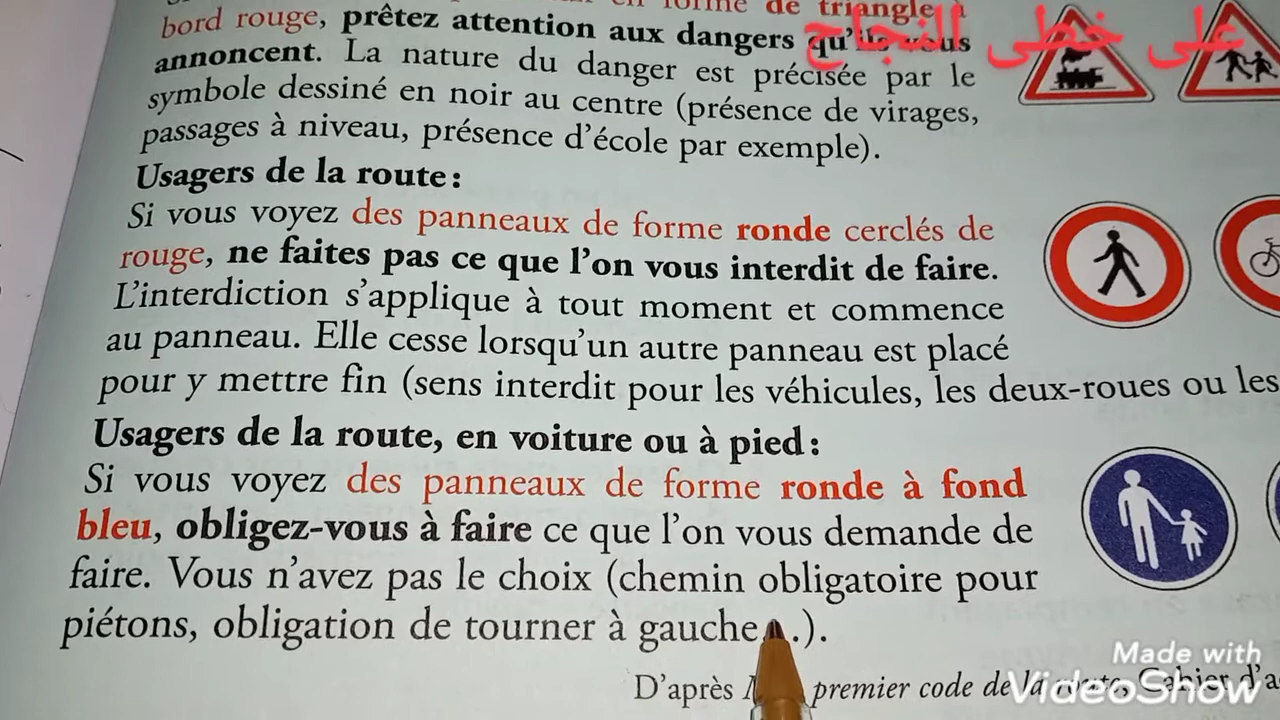 en forme de triangle à
bord rouge, prêtez attention aux dangers qu'ils vous
annoncent. La nature du danger est précisée par le
symbole dessiné en noir au centre (présence de virages,
passages à niveau, présence d'école par exemple).
على خطى النجاح
Usagers de la route :
Si vous voyez des panneaux de forme ronde cerclés de
rouge, ne faites pas ce que l'on vous interdit de faire.
L'interdiction s'applique à tout moment et commence
au panneau. Elle cesse lorsqu'un autre panneau est placé
pour y mettre fin (sens interdit pour les véhicules, les deux-roues ou les
Usagers de la route, en voiture ou à pied :
Si vous voyez des panneaux de forme ronde à fond
bleu, obligez-vous à faire ce que l'on vous demande de
faire. Vous n'avez pas le choix (chemin obligatoire pour
piétons, obligation de tourner à gauche...).
D'après premier code de la route, Cahier d'a
Made with
VideoShow